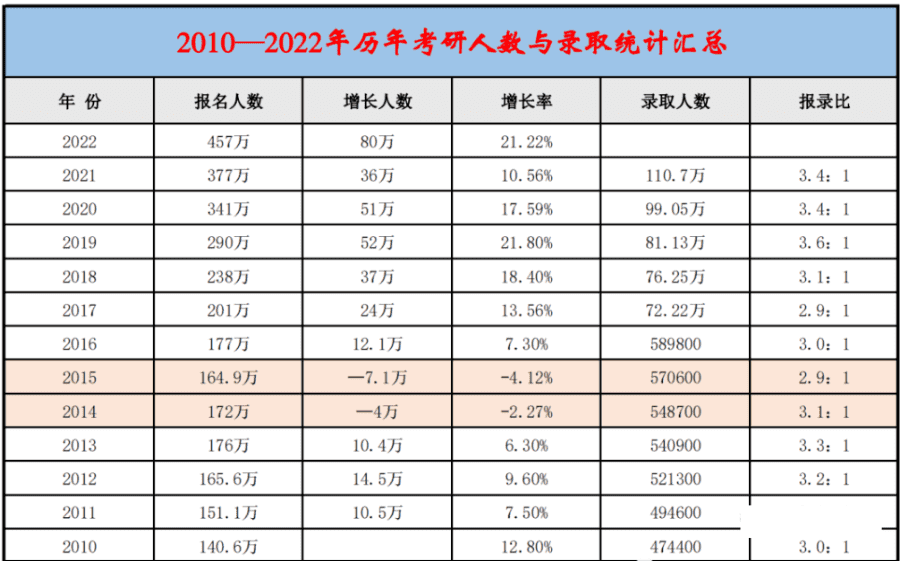 2010—2022年历年考研人数与录取统计汇总
年 份 报名人数 增长人数 增长率 录取人数 报录比
2022 457万 80万 21.22%
2021 377万 36万 10.56% 110.7万 3.4：1
2020 341万 51万 17.59% 99.05万 3.4：1
2019 290万 52万 21.80% 81.13万 3.6：1
2018 238万 37万 18.40% 76.25万 3.1：1
2017 201万 24万 13.56% 72.22万 2.9：1
2016 177万 12.1万 7.30% 589800 3.0：1
2015 164.9万 —7.1万 -4.12% 570600 2.9：1
2014 172万 —4万 -2.27% 548700 3.1：1
2013 176万 10.4万 6.30% 540900 3.3：1
2012 165.6万 14.5万 9.60% 521300 3.2：1
2011 151.1万 10.5万 7.50% 494600
2010 140.6万 12.80% 474400 3.0：1